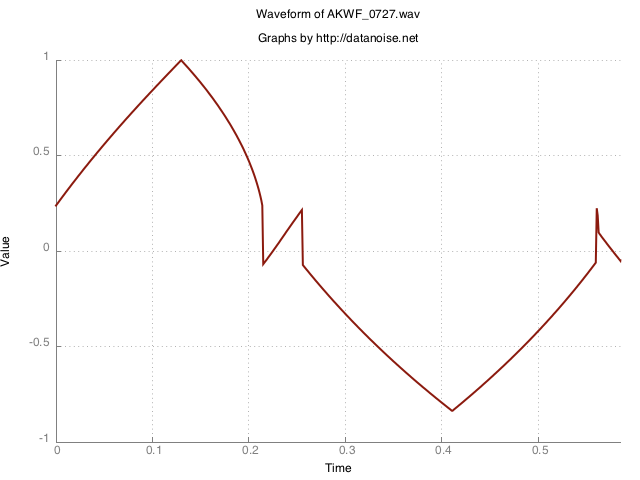 Waveform of AKWF_0727.wav
Graphs by http://datanoise.net
1
0.5
0
-0.5
-1
Value
0 0.1 0.2 0.3 0.4 0.5
Time